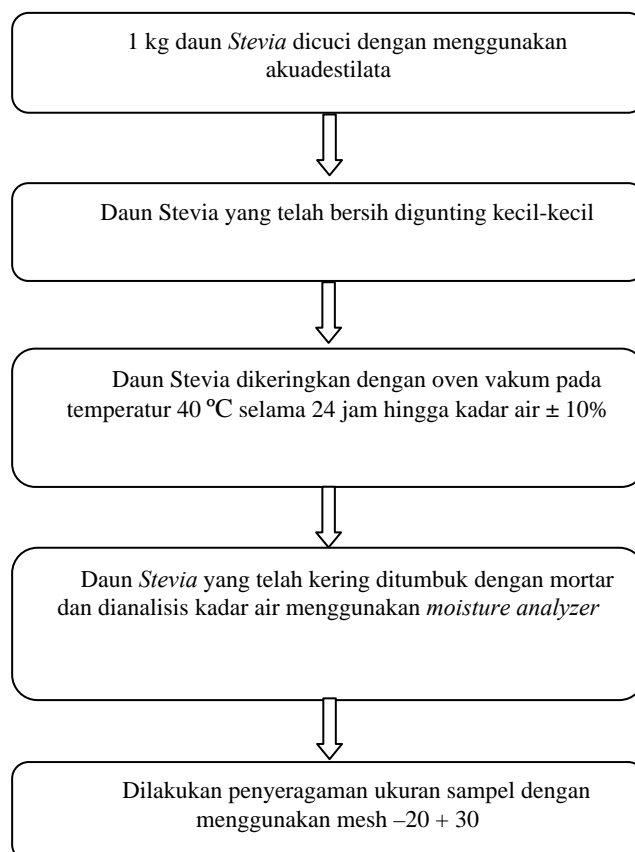 1 kg daun Stevia dicuci dengan menggunakan
akuadestilata
Daun Stevia yang telah bersih digunting kecil-kecil
Daun Stevia dikeringkan dengan oven vakum pada
temperatur 40 ℃ selama 24 jam hingga kadar air ± 10%
Daun Stevia yang telah kering ditumbuk dengan mortar
dan dianalisis kadar air menggunakan moisture analyzer
Dilakukan penyeragaman ukuran sampel dengan
menggunakan mesh –20 + 30